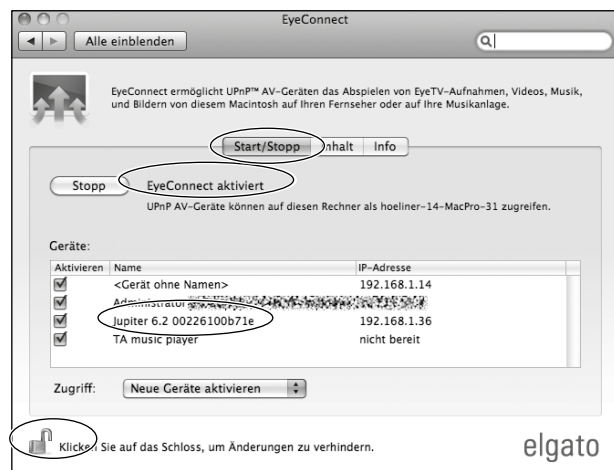 EyeConnect
Alle einblenden
EyeConnect ermöglicht UPnP™ AV-Geräten das Abspielen von EyeTV-Aufnahmen, Videos, Musik,
und Bildern von diesem Macintosh auf Ihren Fernseher oder auf Ihre Musikanlage.
Start/Stopp Inhalt Info
Stopp EyeConnect aktiviert
UPnP AV-Geräte können auf diesen Rechner als hoeliner-14-MacPro-31 zugreifen.
Geräte:
Aktivieren Name IP-Adresse
<Gerät ohne Namen> 192.168.1.14
Administrator
Jupiter 6.2 00226100b71e 192.168.1.36
TA music player nicht bereit
Zugriff: Neue Geräte aktivieren
Klicken Sie auf das Schloss, um Änderungen zu verhindern.
elgato